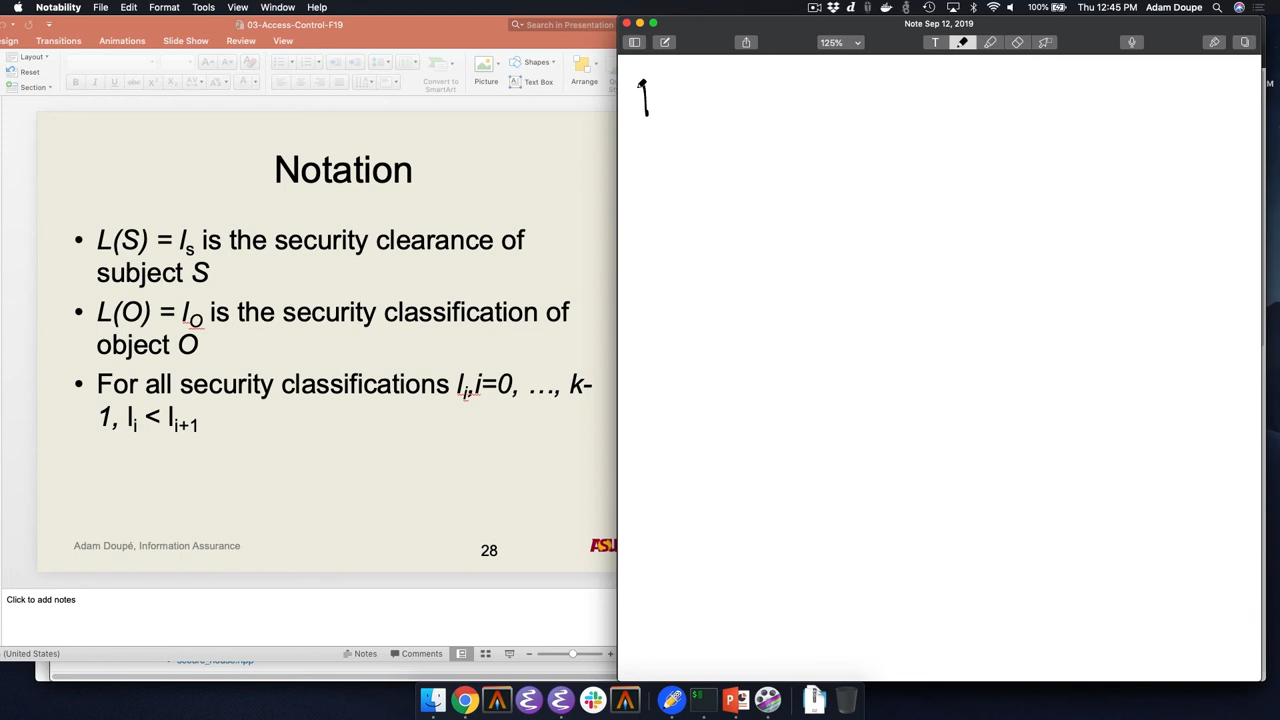 Notability File Edit Format Tools View Window Help 100% Thu 12:45 PM Adam Doupe
03-Access-Control-F19 Search in Presentation
Transitions Animations Slide Show Review View
Layout
Reset
Section
B I U
Convert to SmartArt
Picture
Shapes
Text Box
Arrange
Notation
• L(S) = ls is the security clearance of
subject S
• L(O) = lO is the security classification of
object O
• For all security classifications li,i=0, …, k-
1, li < li+1
Adam Doupé, Information Assurance 28 ASU
Click to add notes
(United States) Notes Comments
Note Sep 12, 2019
125% T